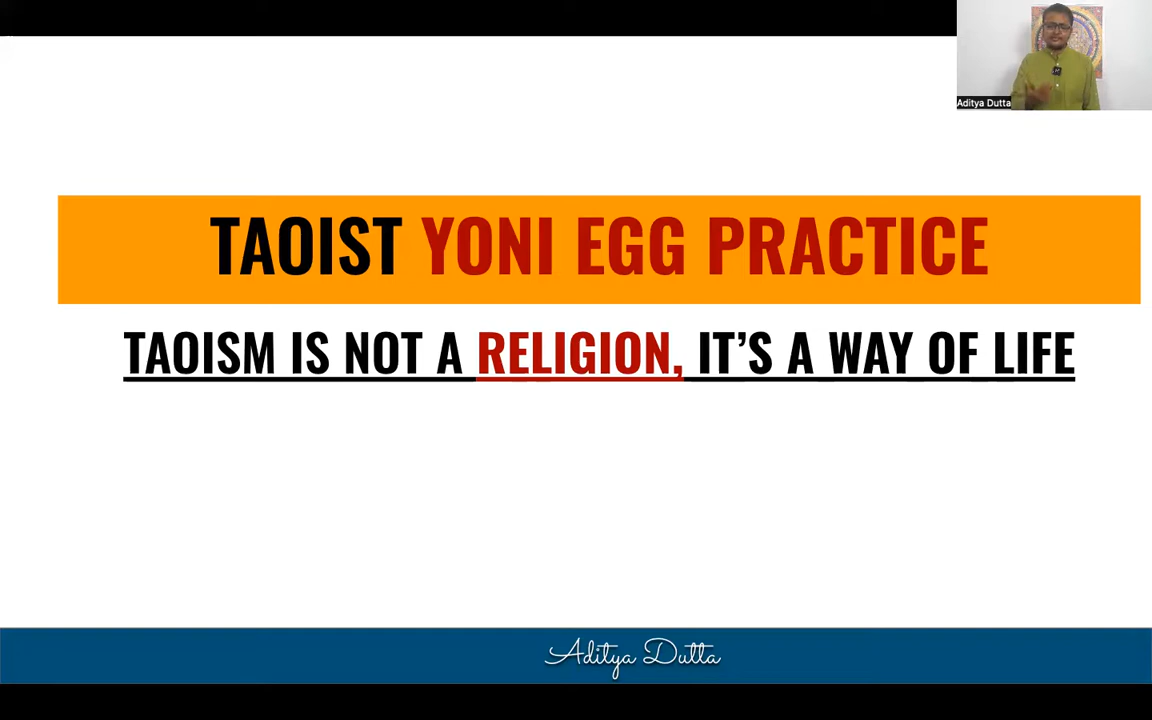 Aditya Dutta
TAOIST YONI EGG PRACTICE
TAOISM IS NOT A RELIGION, IT'S A WAY OF LIFE
Aditya Dutta